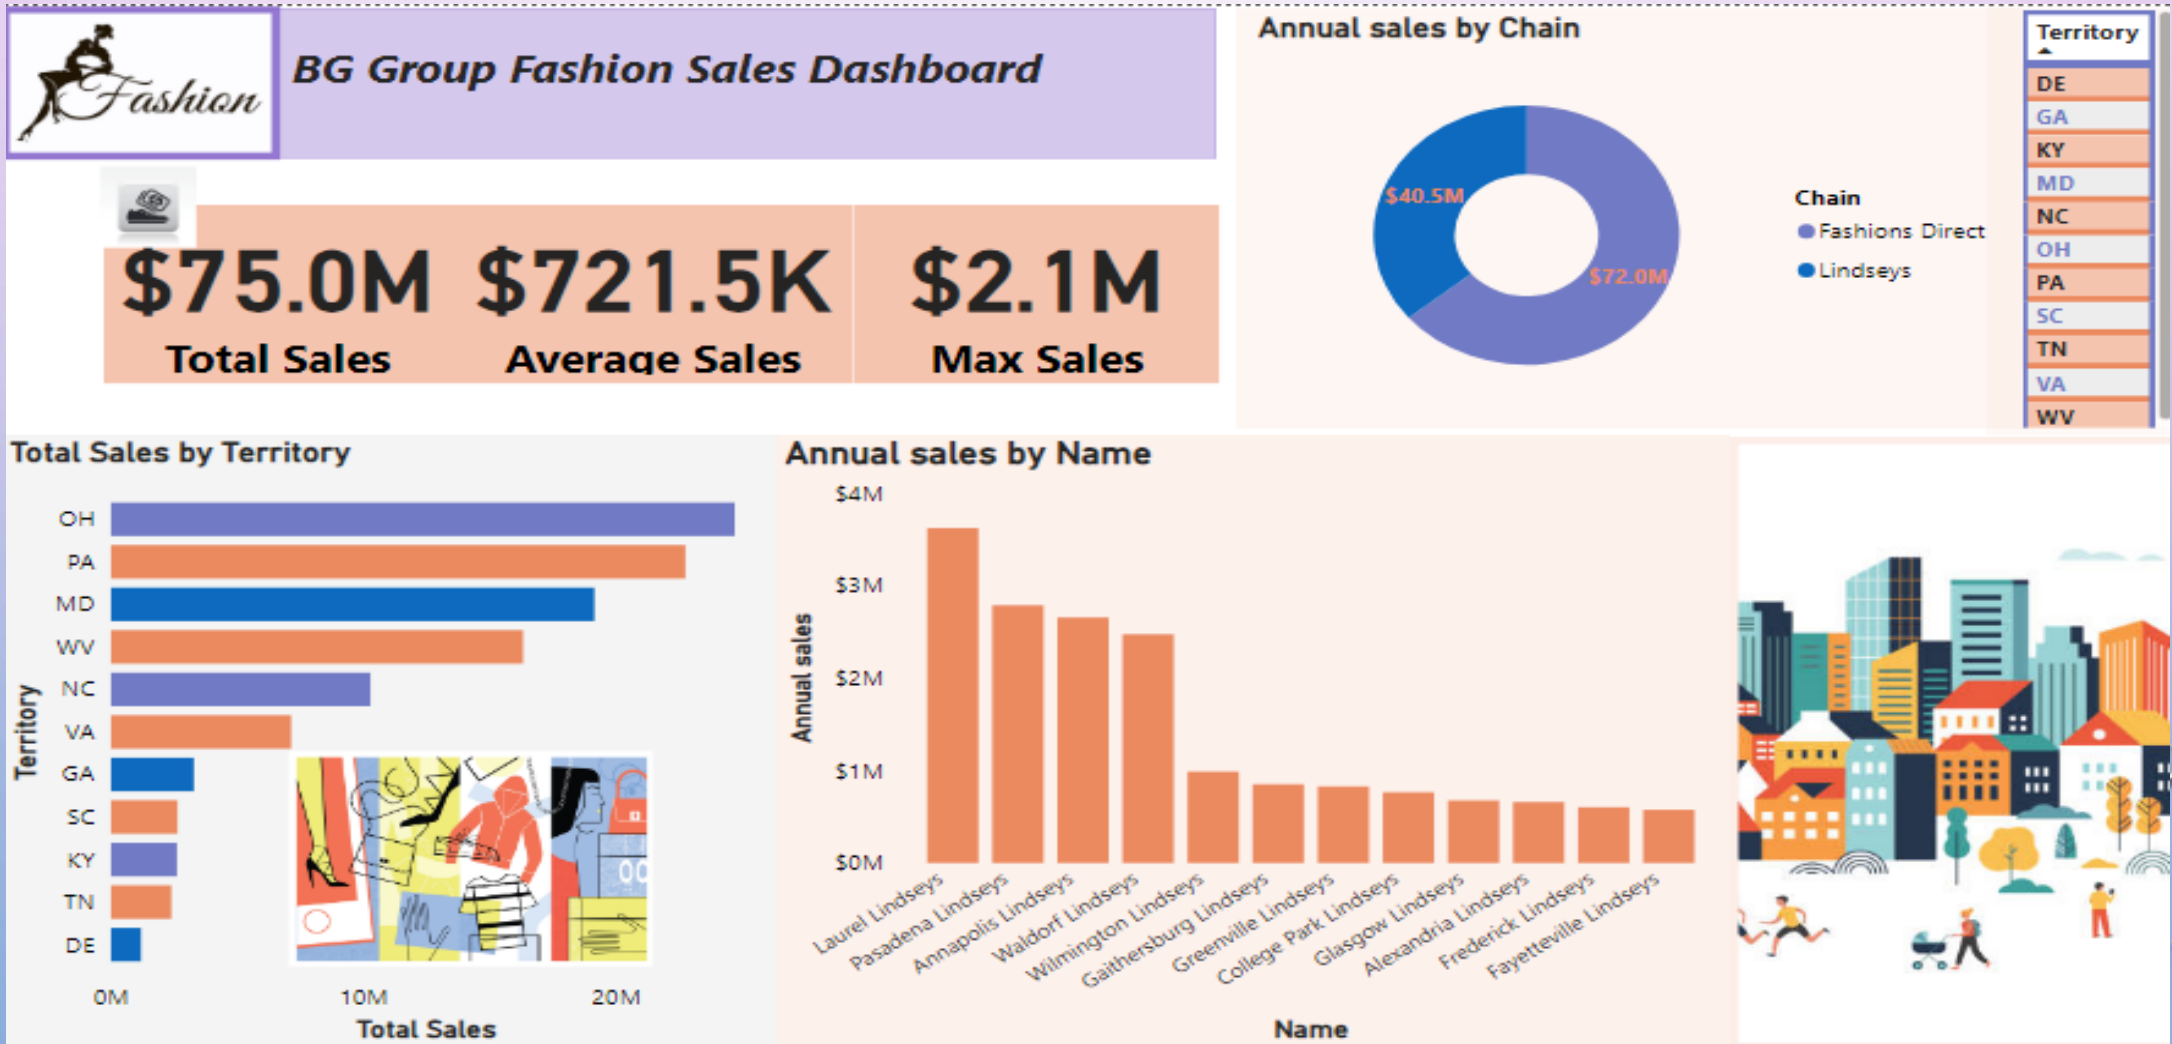 Fashion
BG Group Fashion Sales Dashboard
$75.0M
Total Sales
$721.5K
Average Sales
$2.1M
Max Sales
Annual sales by Chain
$40.5M
$72.0M
Chain
Fashions Direct
Lindseys
Territory
DE
GA
KY
MD
NC
OH
PA
SC
TN
VA
WV
Total Sales by Territory
Territory
OH
PA
MD
WV
NC
VA
GA
SC
KY
TN
DE
0M
10M
20M
Total Sales
Annual sales by Name
Annual sales
$4M
$3M
$2M
$1M
$0M
Laurel Lindseys
Pasadena Lindseys
Annapolis Lindseys
Waldorf Lindseys
Wilmington Lindseys
Gaithersburg Lindseys
Greenville Lindseys
College Park Lindseys
Glasgow Lindseys
Alexandria Lindseys
Frederick Lindseys
Fayetteville Lindseys
Name